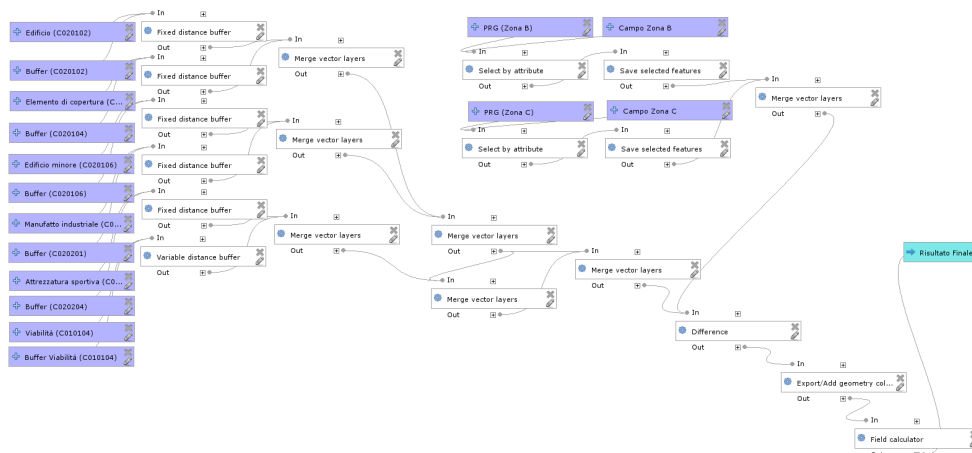 Edificio (C020102)
Buffer (C020102)
Elemento di copertura (C...
Buffer (C020104)
Edificio minore (C020106)
Buffer (C020106)
Manufatto industriale (C0...
Buffer (C020201)
Attrezzatura sportiva (C0...
Buffer (C020204)
Viabilità (C010104)
Buffer Viabilità (C010104)
In
Fixed distance buffer
Out
In
Fixed distance buffer
Out
In
Fixed distance buffer
Out
In
Fixed distance buffer
Out
In
Fixed distance buffer
Out
In
Variable distance buffer
Out
In
Merge vector layers
Out
In
Merge vector layers
Out
In
Merge vector layers
Out
PRG (Zona B)
Campo Zona B
In
Select by attribute
Out
In
Save selected features
Out
PRG (Zona C)
Campo Zona C
In
Select by attribute
Out
In
Save selected features
Out
In
Merge vector layers
Out
In
Merge vector layers
Out
In
Merge vector layers
Out
In
Merge vector layers
Out
In
Difference
Out
In
Export/Add geometry col...
Out
In
Field calculator
Out
Risultato Finale